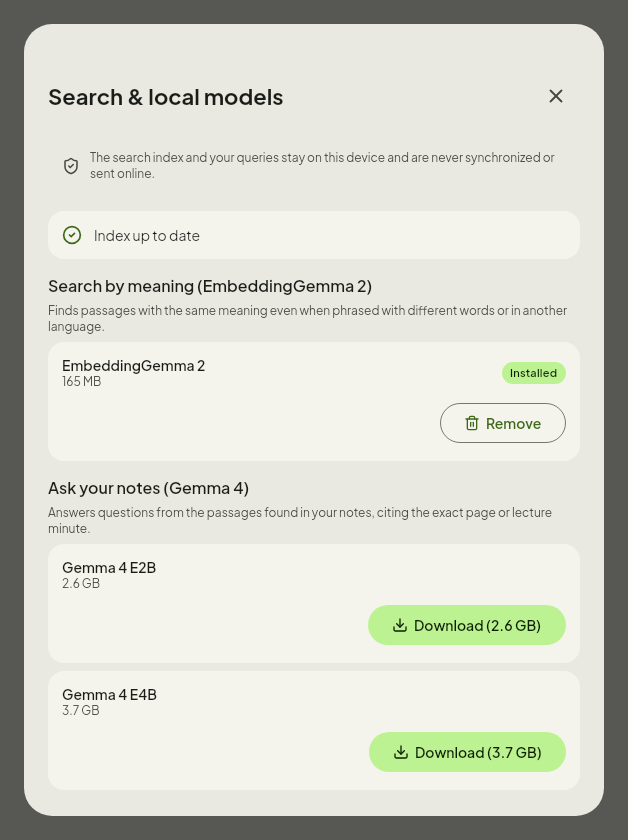 Search & local models
The search index and your queries stay on this device and are never synchronized or
sent online.
Index up to date
Search by meaning (EmbeddingGemma 2)
Finds passages with the same meaning even when phrased with different words or in another
language.
EmbeddingGemma 2
165 MB
Installed
Remove
Ask your notes (Gemma 4)
Answers questions from the passages found in your notes, citing the exact page or lecture
minute.
Gemma 4 E2B
2.6 GB
Download (2.6 GB)
Gemma 4 E4B
3.7 GB
Download (3.7 GB)